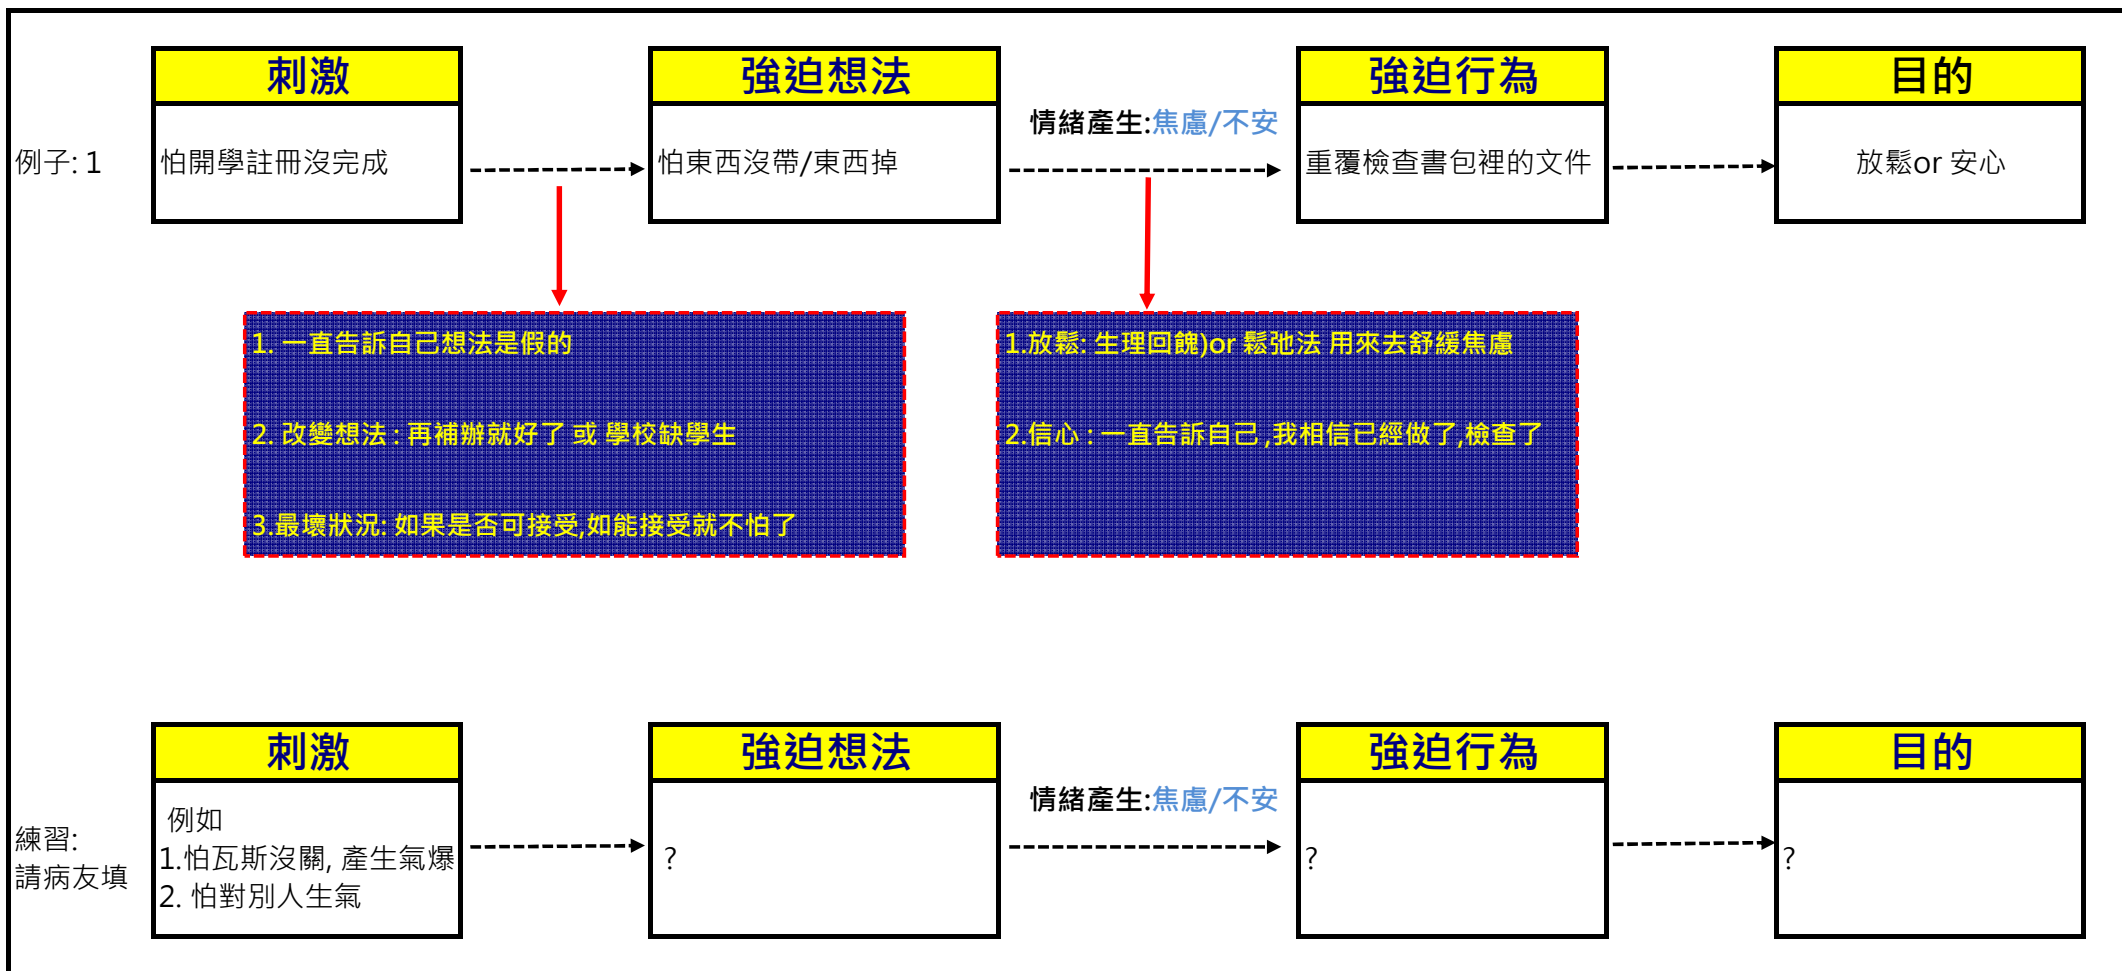 刺激
強迫想法
強迫行為
目的
情緒產生:焦慮/不安
例子: 1
怕開學註冊沒完成
怕東西沒帶/東西掉
重覆檢查書包裡的文件
放鬆or 安心
1. 一直告訴自己想法是假的
2. 改變想法 : 再補辦就好了 或 學校缺學生
3.最壞狀況: 如果是否可接受,如能接受就不怕了
1.放鬆: 生理回餽)or 鬆弛法 用來去舒緩焦慮
2.信心 : 一直告訴自己 ,我相信已經做了,檢查了
刺激
強迫想法
強迫行為
目的
情緒產生:焦慮/不安
練習:
請病友填
例如
1.怕瓦斯沒關, 產生氣爆
2. 怕對別人生氣
?
?
?